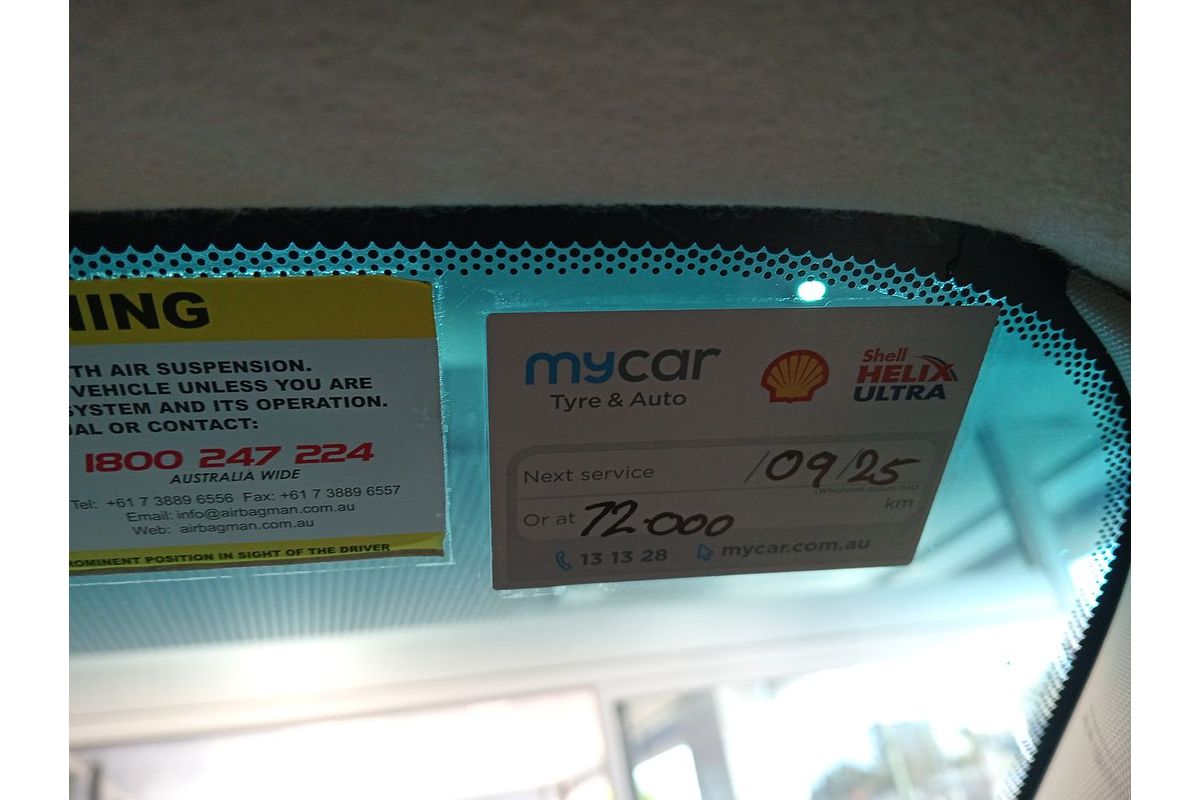 NING
TH AIR SUSPENSION.
VEHICLE UNLESS YOU ARE
SYSTEM AND ITS OPERATION.
UAL OR CONTACT:
1800 247 224
AUSTRALIA WIDE
Tel: +61 7 3889 6556 Fax: +61 7 3889 6557
Email: info@airbagman.com.au
Web: airbagman.com.au
ROMINENT POSITION IN SIGHT OF THE DRIVER
mycar
Tyre & Auto
Shell
HELIX
ULTRA
Next service /09/25
km
Or at 72.000
13 13 28 mycar.com.au